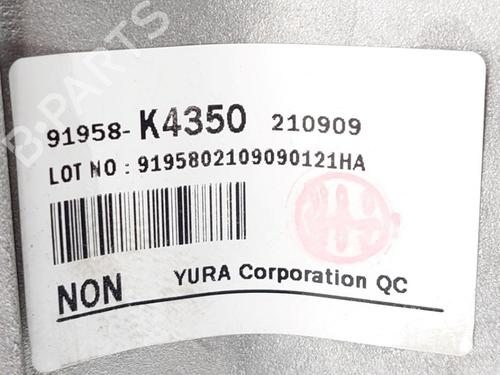 B-PARTS
91958- K4350 210909
LOT NO : 9195802109090121HA
NON YURA Corporation QC